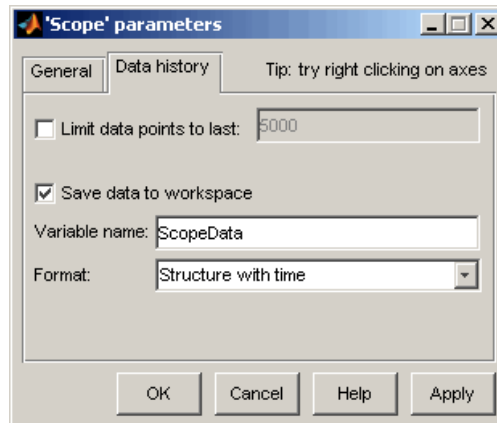 'Scope' parameters
General Data history Tip: try right clicking on axes
Limit data points to last: 5000
Save data to workspace
Variable name: ScopeData
Format: Structure with time
OK Cancel Help Apply